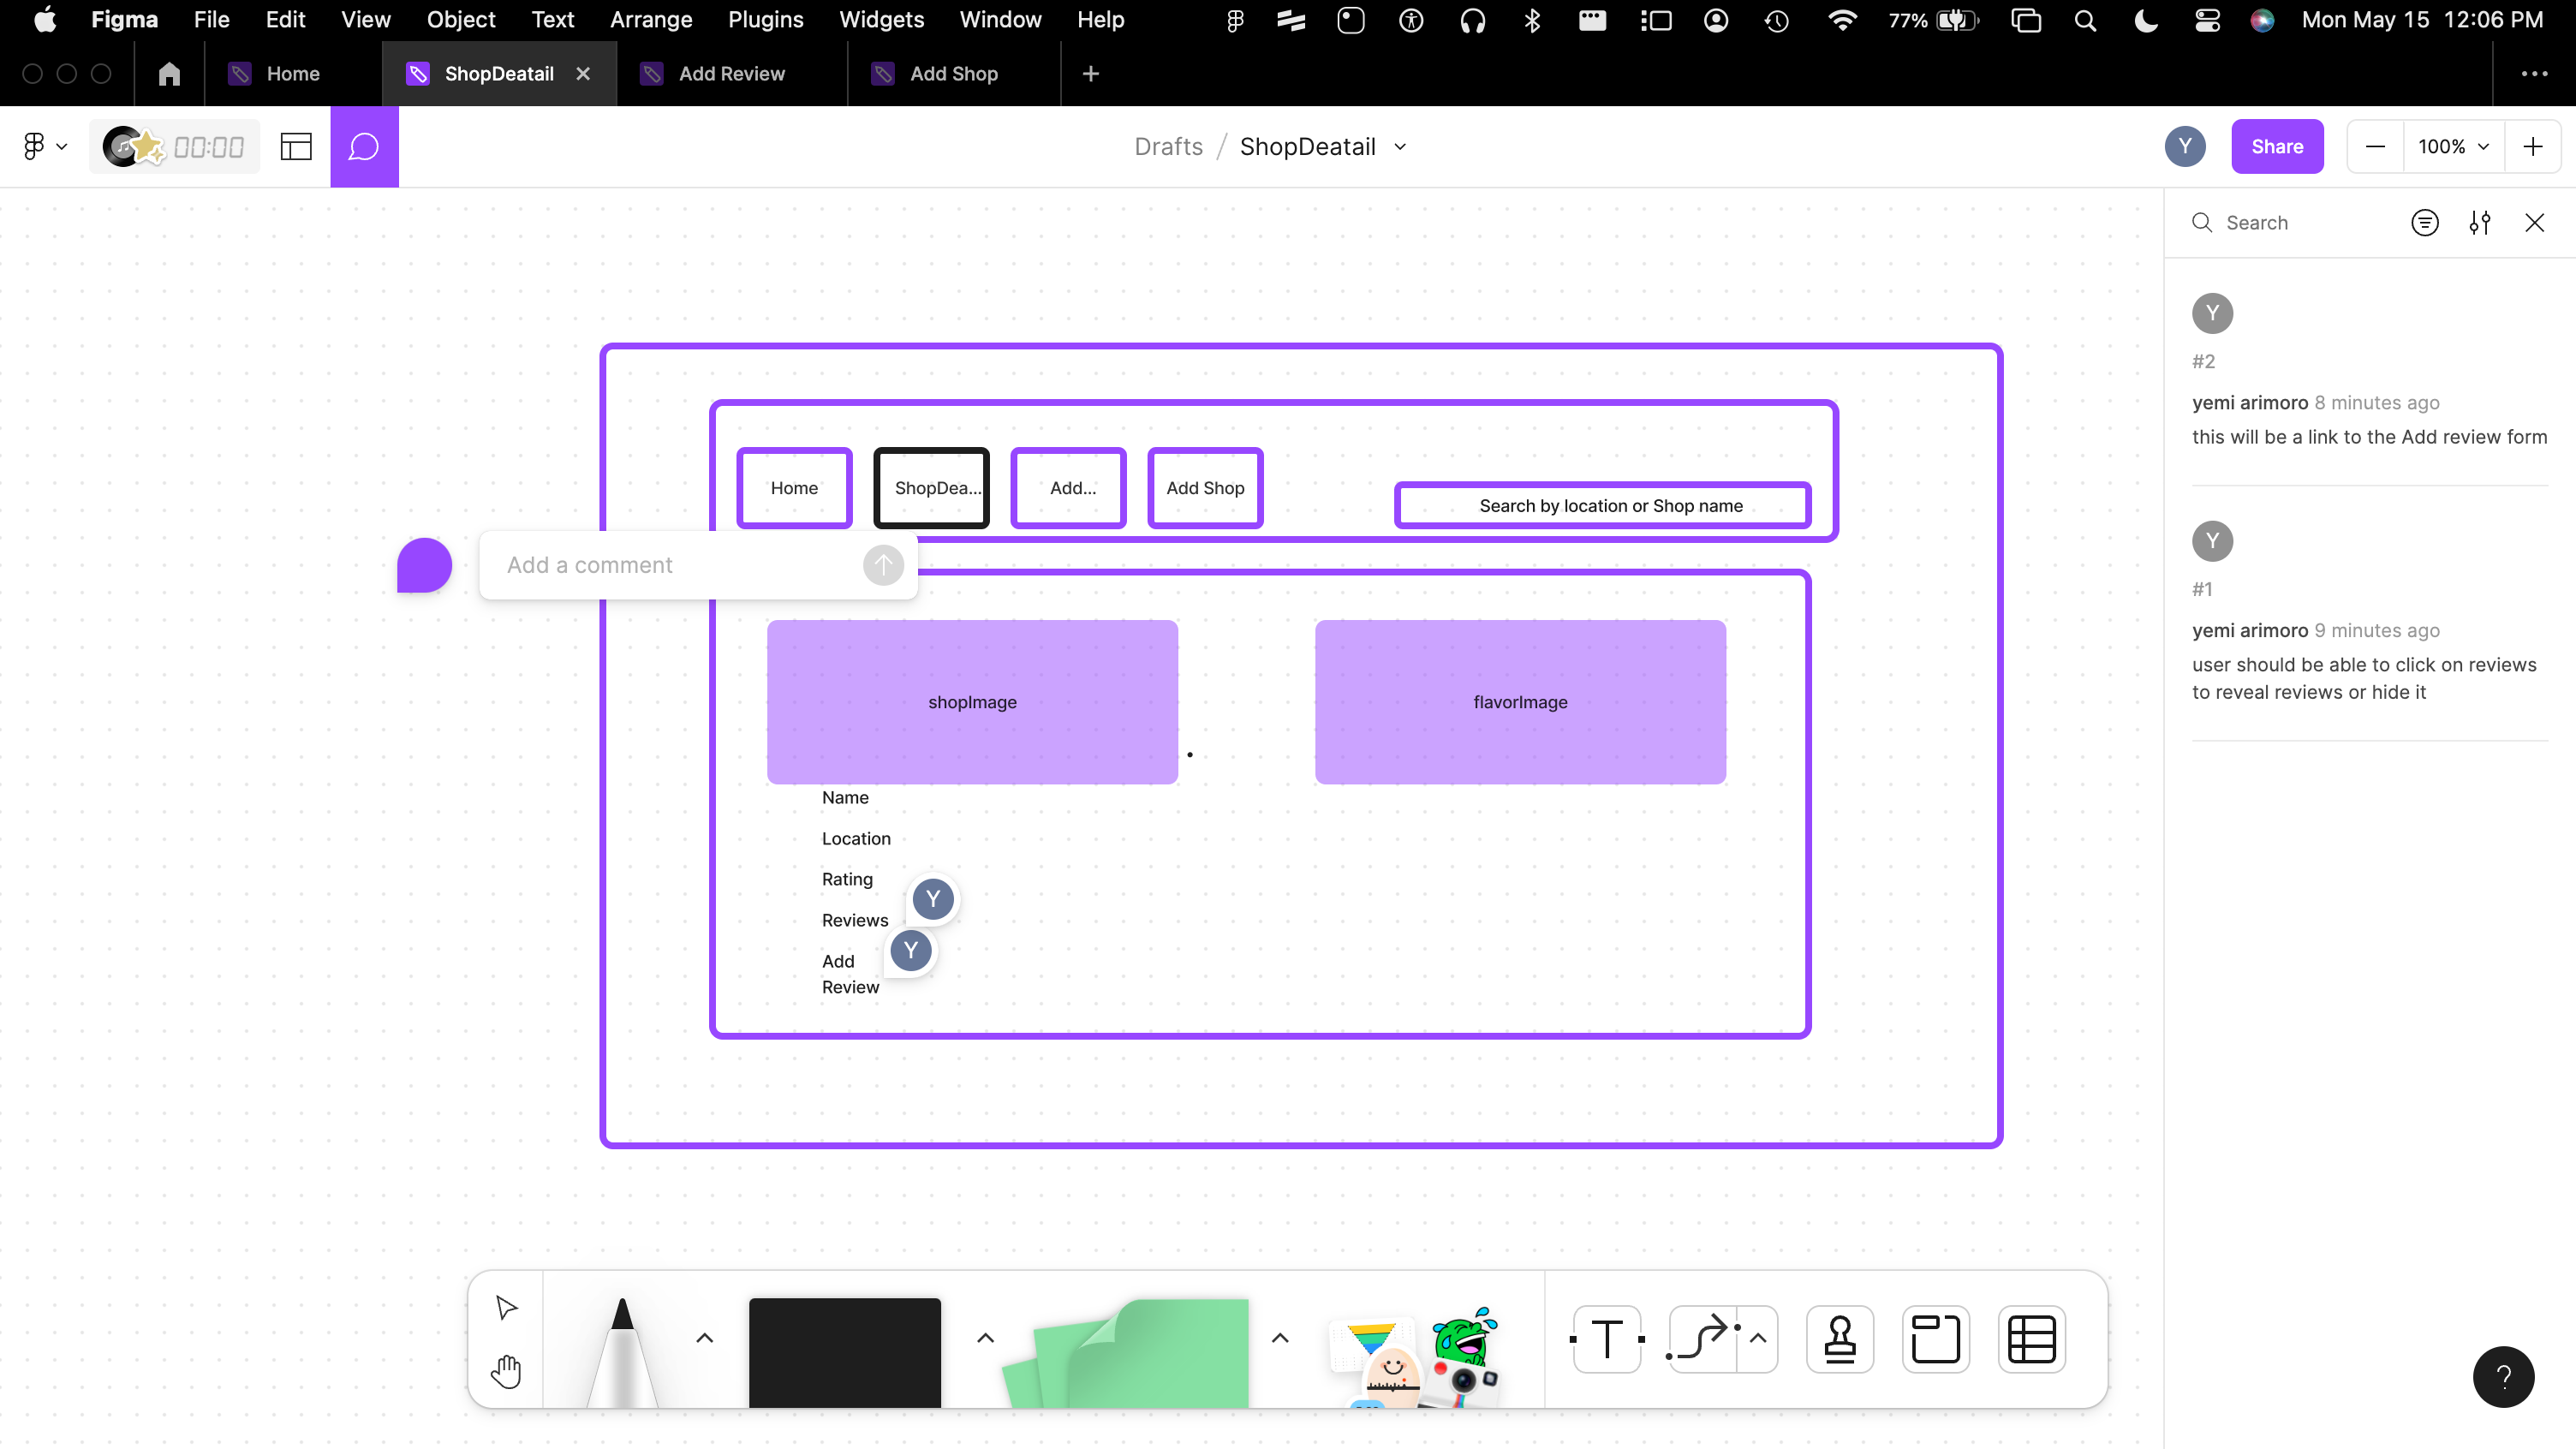 Figma File Edit View Object Text Arrange Plugins Widgets Window Help 77% Mon May 15 12:06 PM
Home ShopDeatail Add Review Add Shop
00:00 Drafts / ShopDeatail Y Share 100%
Search
Y
#2
yemi arimoro 8 minutes ago
this will be a link to the Add review form
Y
#1
yemi arimoro 9 minutes ago
user should be able to click on reviews
to reveal reviews or hide it
Home ShopDea... Add... Add Shop Search by location or Shop name
Add a comment
shopImage flavorImage
Name
Location
Rating
Y
Reviews
Y
Add
Review
T
?